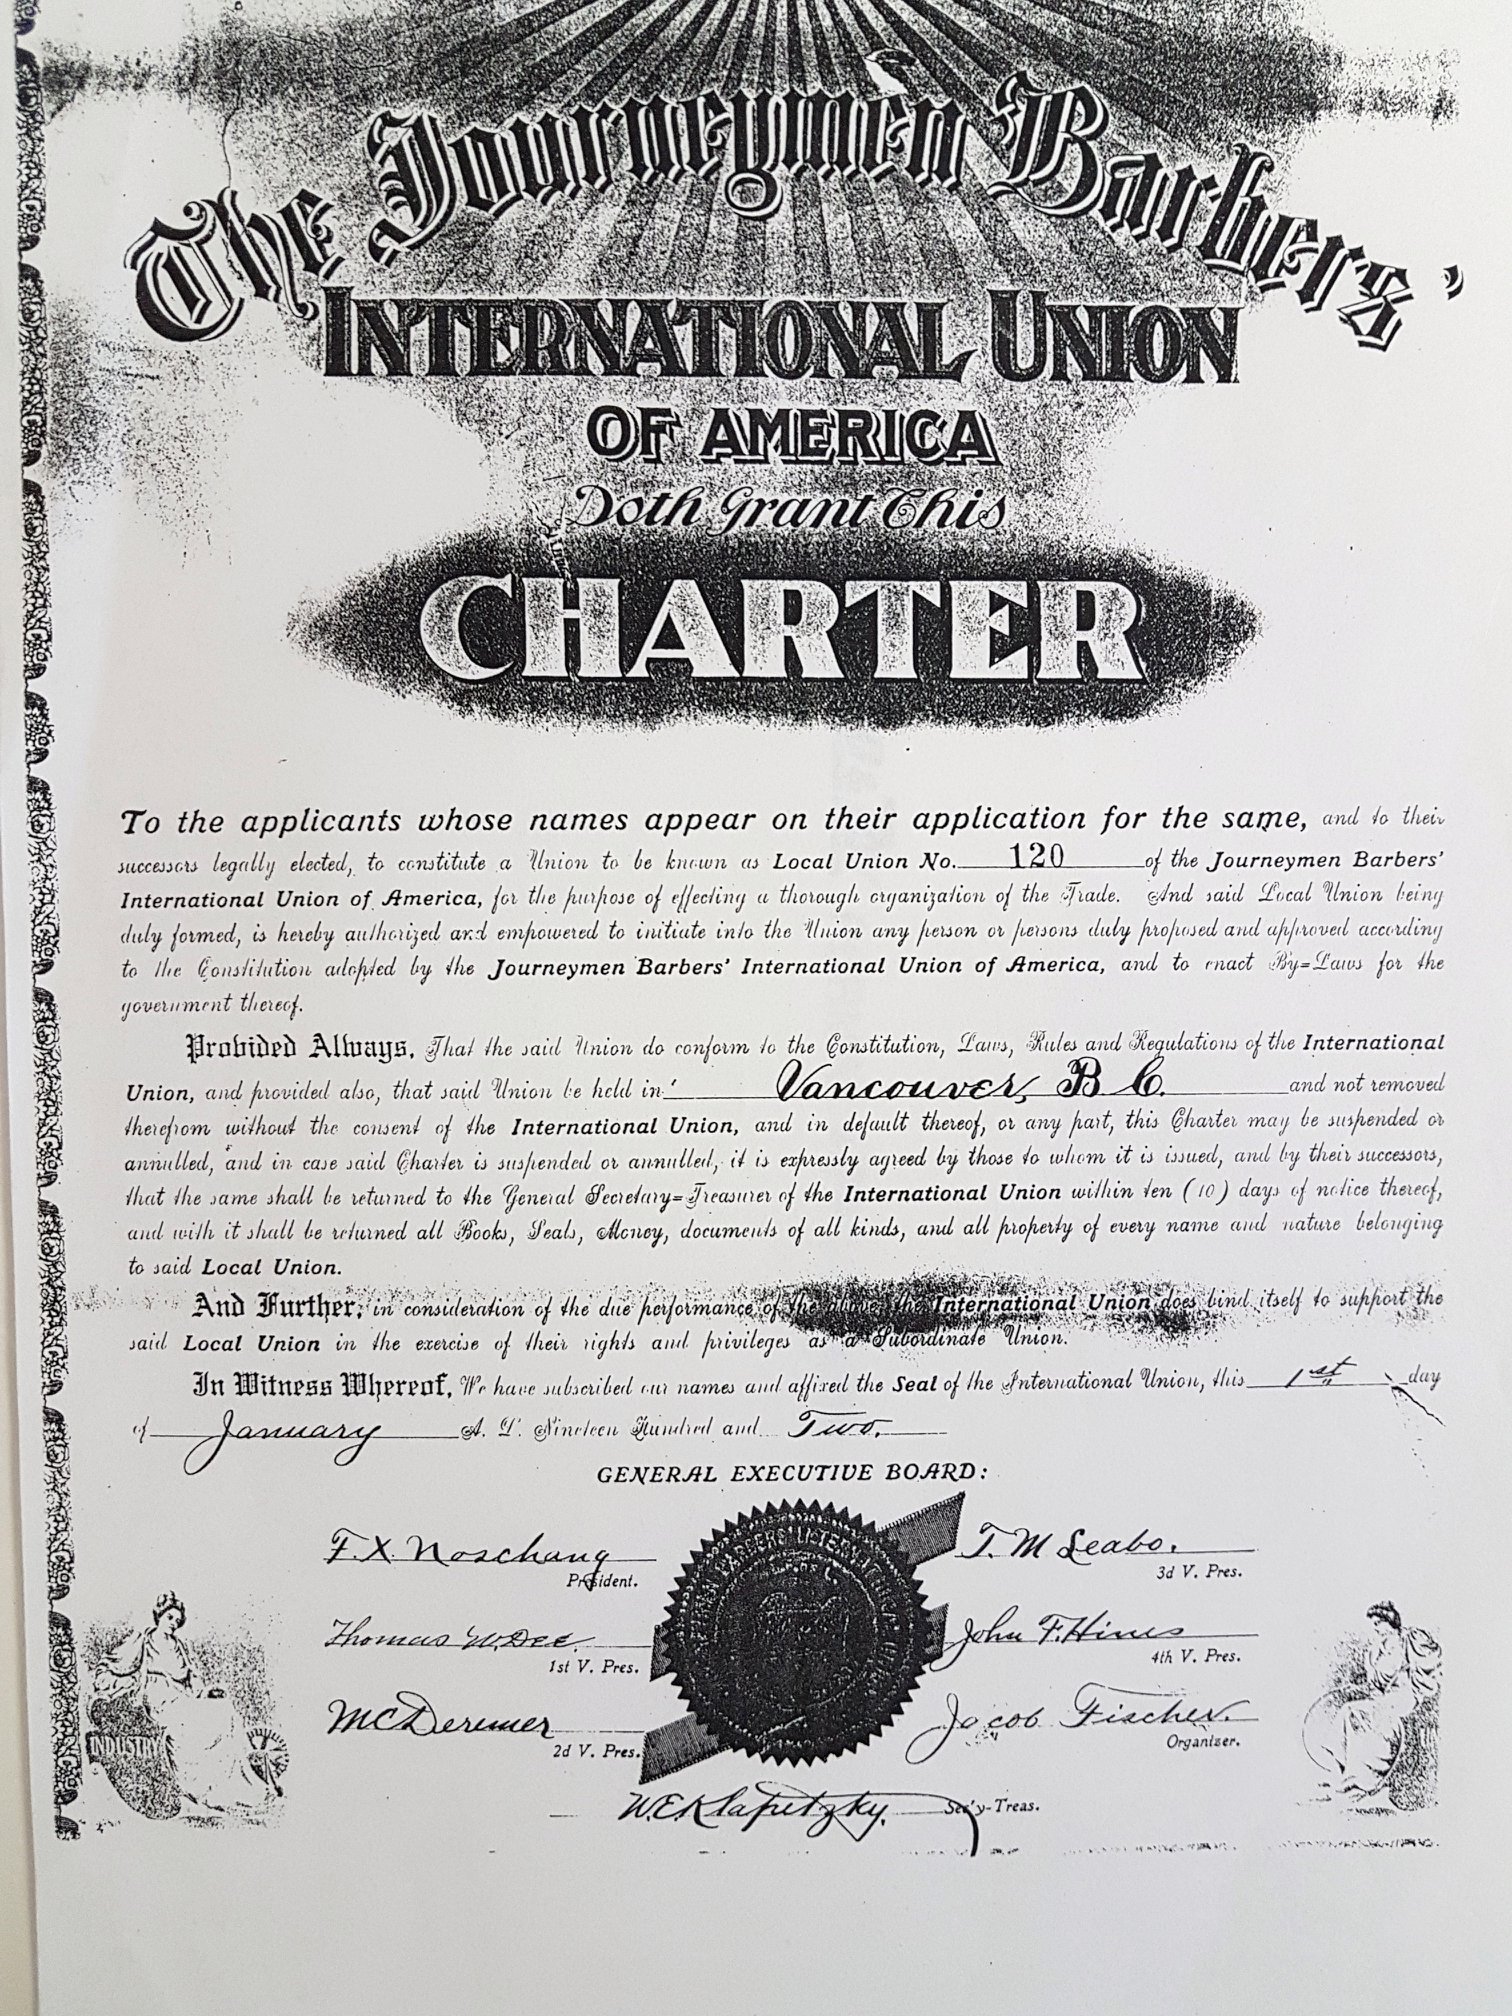 The Journeymen Barbers'
INTERNATIONAL UNION
OF AMERICA
Doth Grant This
CHARTER
To the applicants whose names appear on their application for the same, and to their
successors legally elected, to constitute a Union to be known as Local Union No. 120 of the Journeymen Barbers'
International Union of America, for the purpose of effecting a thorough organization of the Trade. And said Local Union being
duly formed, is hereby authorized and empowered to initiate into the Union any person or persons duly proposed and approved according
to the Constitution adopted by the Journeymen Barbers' International Union of America, and to enact By=Laws for the
government thereof.
Provided Always, That the said Union do conform to the Constitution, Laws, Rules and Regulations of the International
Union, and provided also, that said Union be held in Vancouver, B C. and not removed
therefrom without the consent of the International Union, and in default thereof, or any part, this Charter may be suspended or
annulled, and in case said Charter is suspended or annulled, it is expressly agreed by those to whom it is issued, and by their successors,
that the same shall be returned to the General Secretary=Treasurer of the International Union within ten (10) days of notice thereof,
and with it shall be returned all Books, Seals, Money, documents of all kinds, and all property of every name and nature belonging
to said Local Union.
And Further, in consideration of the due performance of the above, the International Union does bind itself to support the
said Local Union in the exercise of their rights and privileges as a Subordinate Union.
In Witness Whereof, We have subscribed our names and affixed the Seal of the International Union, this 1st day
of January A. D. Nineteen Hundred and Two.
GENERAL EXECUTIVE BOARD:
F. X. Noschang T. M Leabo.
President. 3d V. Pres.
Thomas W. Dee. John F. Hines
1st V. Pres. 4th V. Pres.
INDUSTRY
M C Deremer Jacob Fischer.
2d V. Pres. Organizer.
W. E. Klapetzky. Sec'y-Treas.